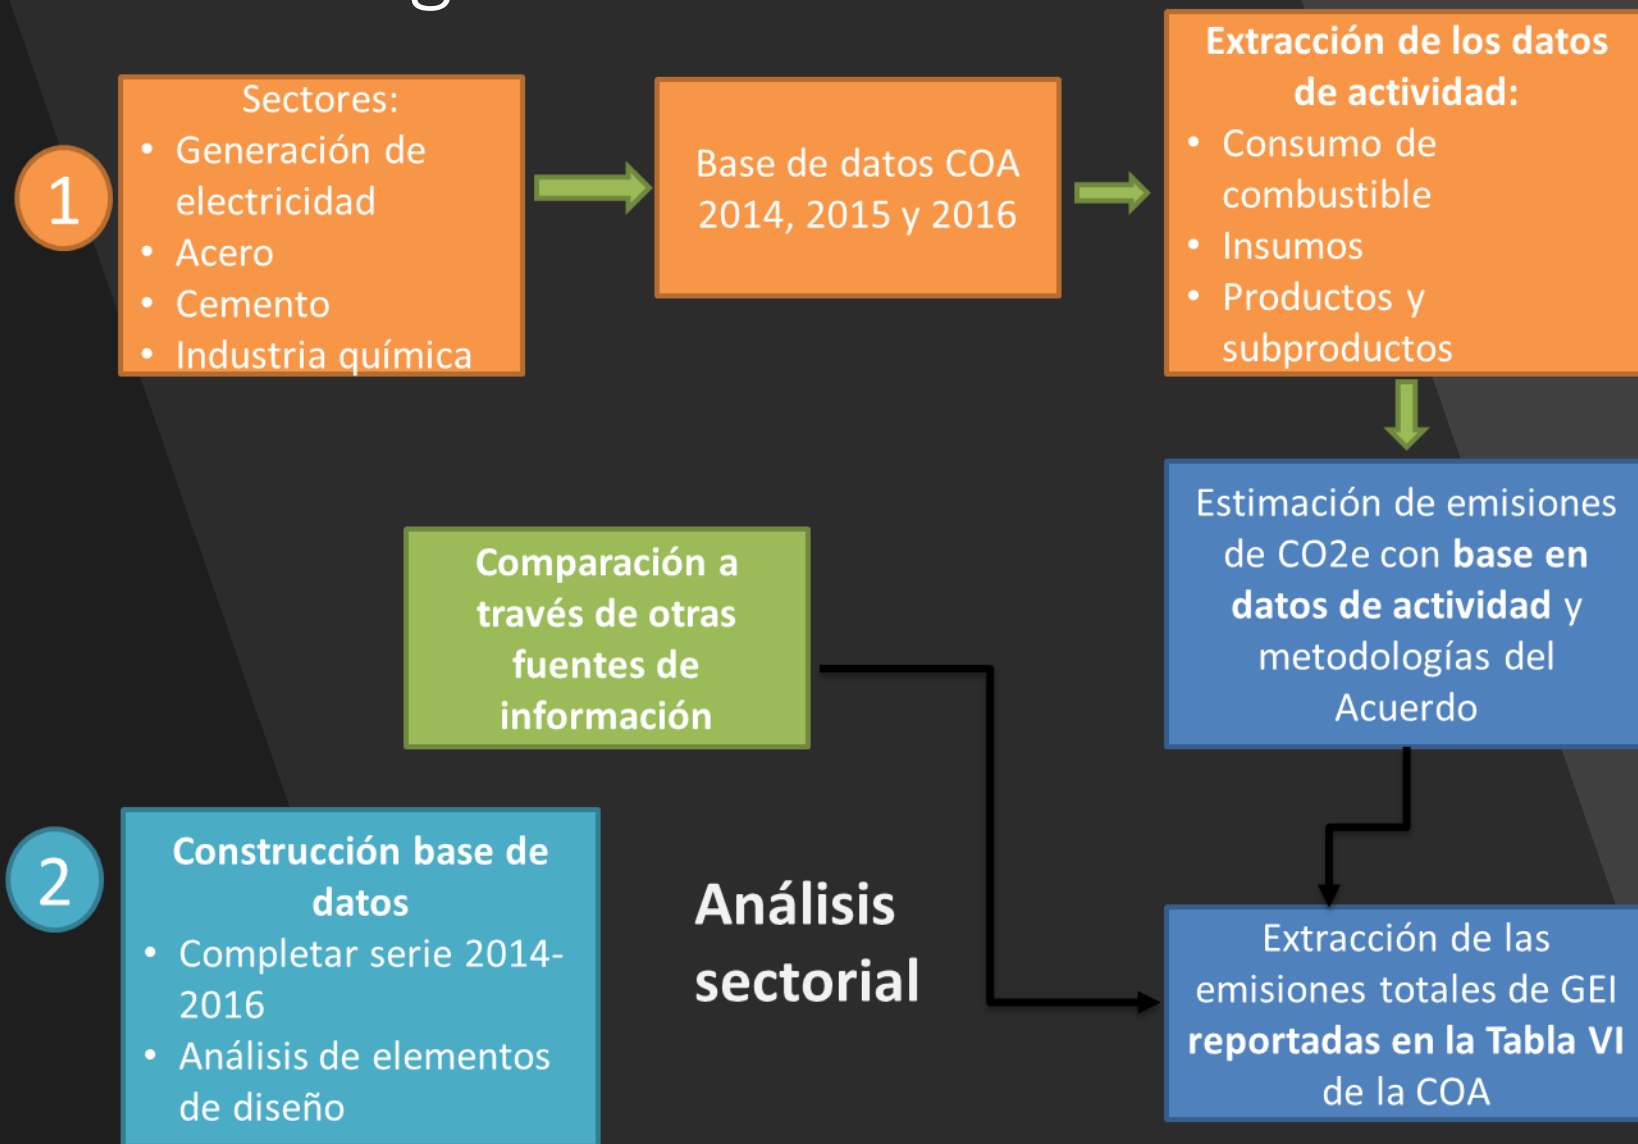 1
Sectores:
• Generación de
electricidad
• Acero
• Cemento
• Industria química
Base de datos COA
2014, 2015 y 2016
Extracción de los datos
de actividad:
• Consumo de
combustible
• Insumos
• Productos y
subproductos
Estimación de emisiones
de CO2e con base en
datos de actividad y
metodologías del
Acuerdo
Comparación a
través de otras
fuentes de
información
2
Construcción base de
datos
• Completar serie 2014-
2016
• Análisis de elementos
de diseño
Análisis
sectorial
Extracción de las
emisiones totales de GEI
reportadas en la Tabla VI
de la COA